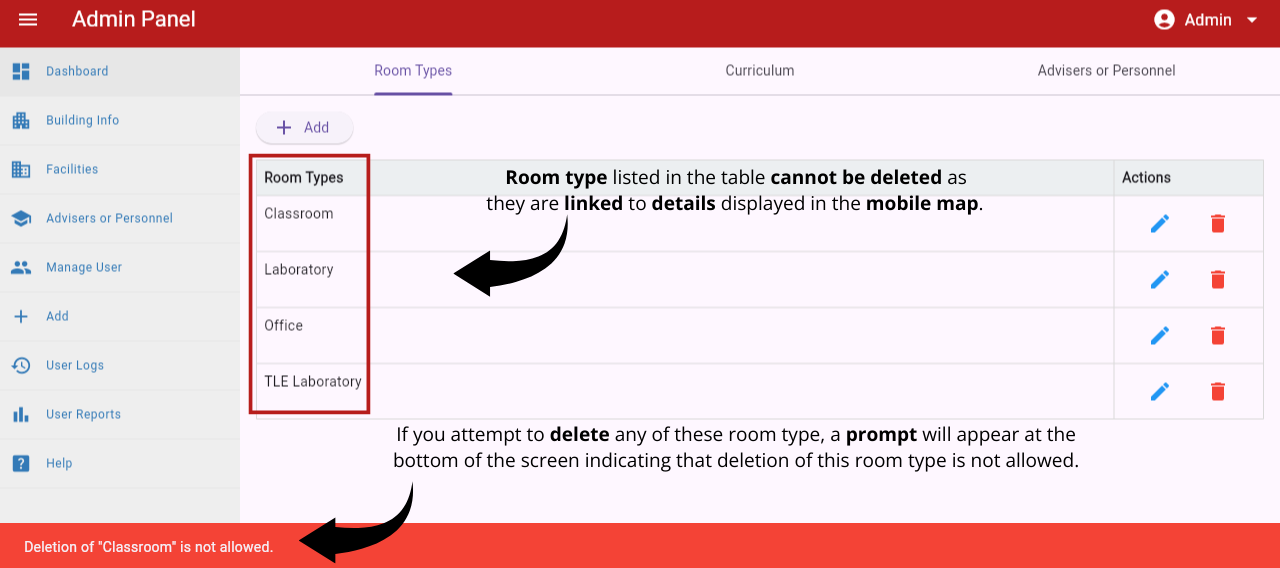 Admin Panel
Admin
Dashboard
Building Info
Facilities
Advisers or Personnel
Manage User
Add
User Logs
User Reports
Help
Room Types
Curriculum
Advisers or Personnel
Add
Room Types
Actions
Room type listed in the table cannot be deleted as
they are linked to details displayed in the mobile map.
Classroom
Laboratory
Office
TLE Laboratory
If you attempt to delete any of these room type, a prompt will appear at the
bottom of the screen indicating that deletion of this room type is not allowed.
Deletion of "Classroom" is not allowed.